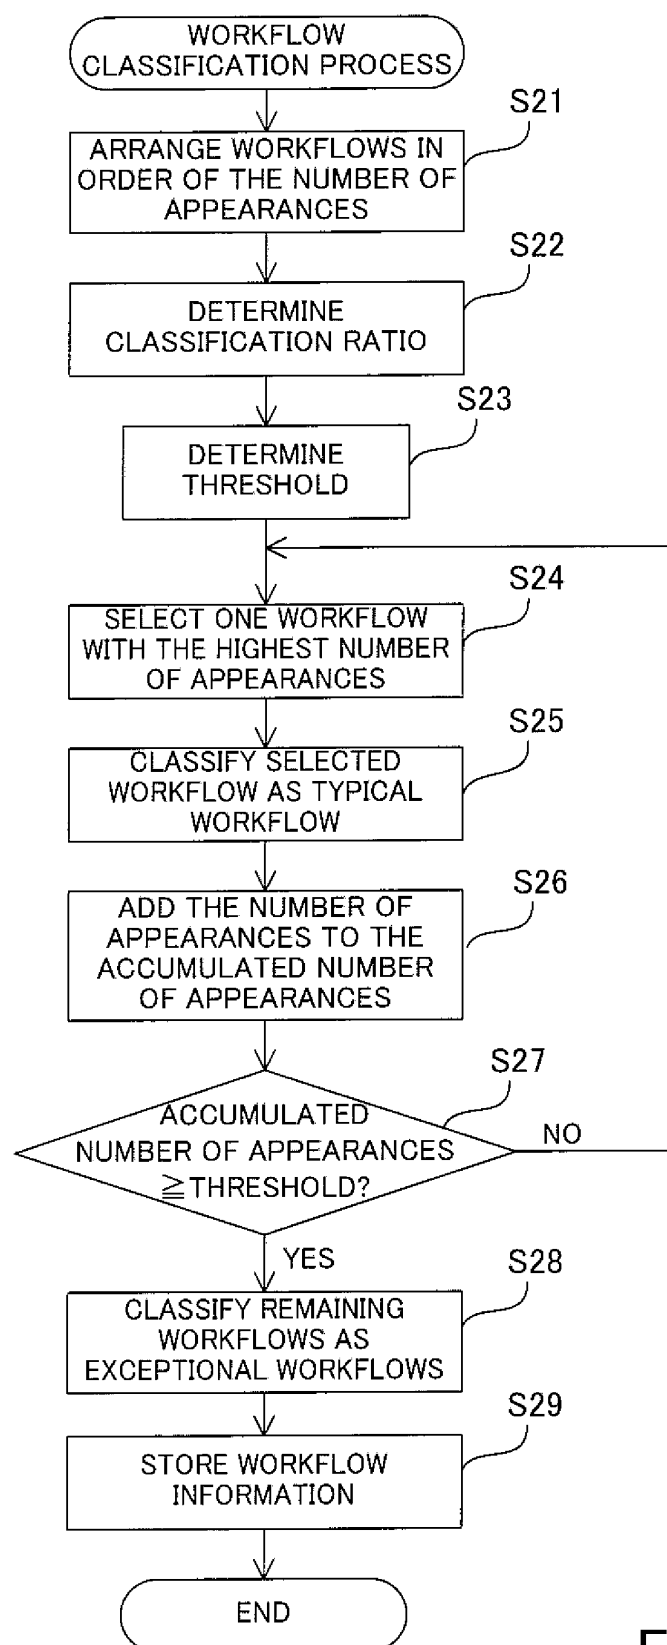 WORKFLOW
CLASSIFICATION PROCESS
S21
ARRANGE WORKFLOWS IN
ORDER OF THE NUMBER OF
APPEARANCES
S22
DETERMINE
CLASSIFICATION RATIO
S23
DETERMINE
THRESHOLD
S24
SELECT ONE WORKFLOW
WITH THE HIGHEST NUMBER
OF APPEARANCES
S25
CLASSIFY SELECTED
WORKFLOW AS TYPICAL
WORKFLOW
S26
ADD THE NUMBER OF
APPEARANCES TO THE
ACCUMULATED NUMBER
OF APPEARANCES
S27
ACCUMULATED
NUMBER OF APPEARANCES
≧THRESHOLD?
NO
YES
S28
CLASSIFY REMAINING
WORKFLOWS AS
EXCEPTIONAL WORKFLOWS
S29
STORE WORKFLOW
INFORMATION
END